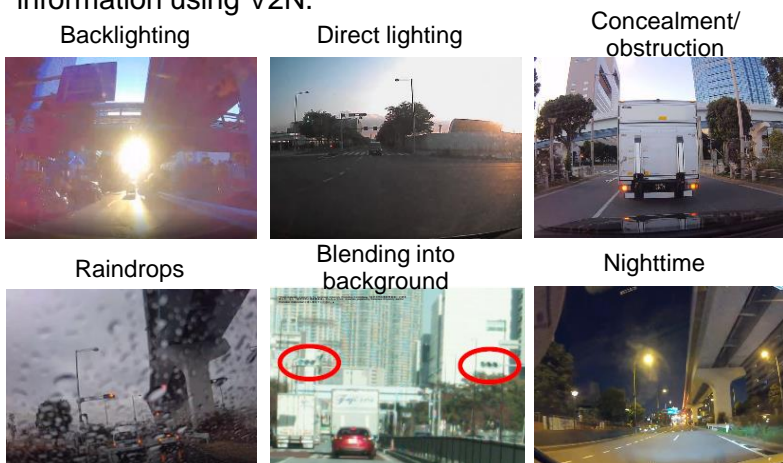 information using V2N.
Backlighting
Direct lighting
Concealment/
obstruction
Raindrops
Blending into
background
Nighttime